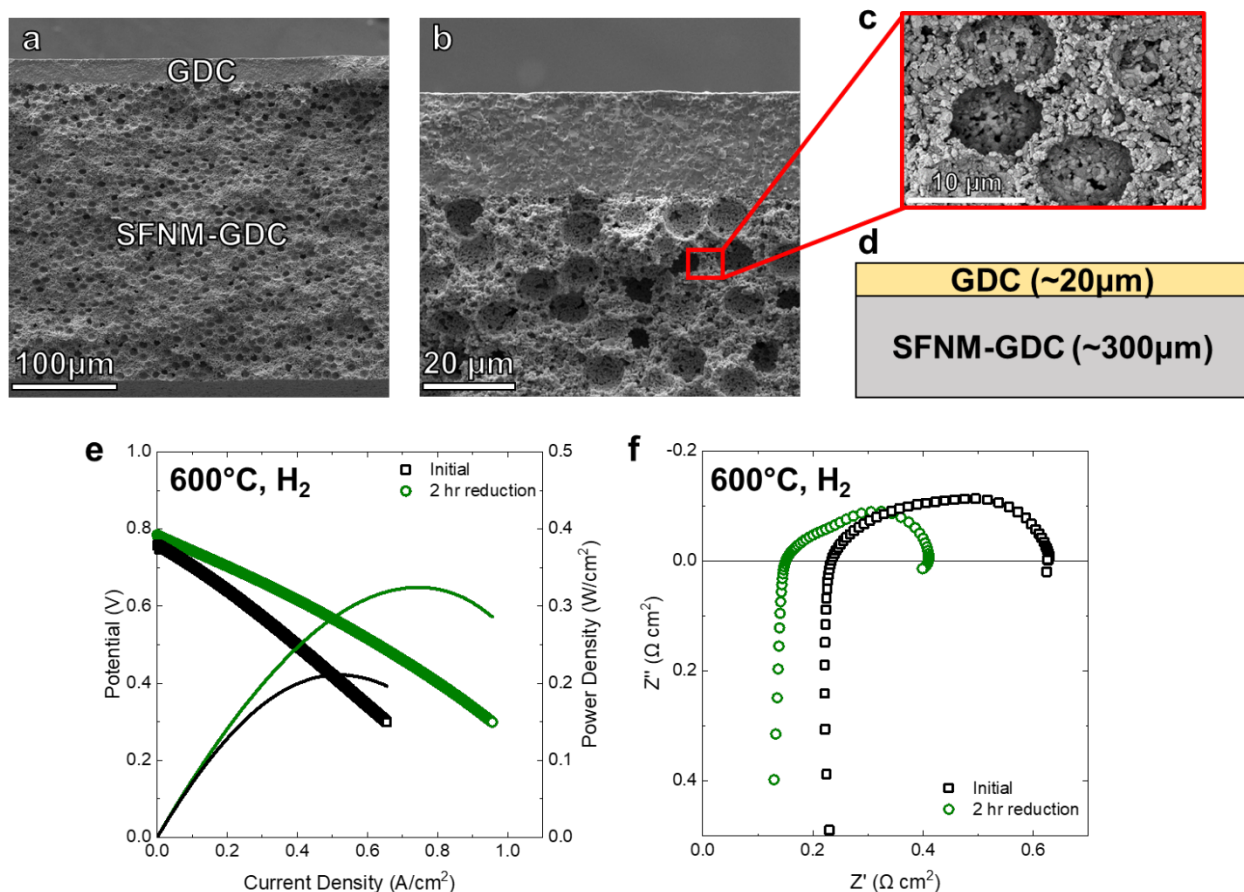 a
GDC
SFNM-GDC
100µm
b
20 µm
c
10 µm
d
GDC (~20µm)
SFNM-GDC (~300µm)
e
600°C, H₂
Initial
2 hr reduction
1.0
0.8
0.6
0.4
0.2
0.0
Potential (V)
0.5
0.4
0.3
0.2
0.1
0.0
Power Density (W/cm²)
0.0 0.2 0.4 0.6 0.8 1.0
Current Density (A/cm²)
f
600°C, H₂
-0.2
0.0
0.2
0.4
Z'' (Ω cm²)
Initial
2 hr reduction
0.0 0.2 0.4 0.6
Z' (Ω cm²)